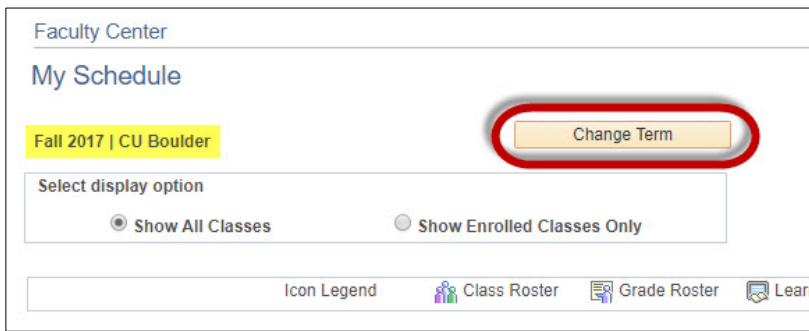 Faculty Center
My Schedule
Fall 2017 | CU Boulder
Change Term
Select display option
Show All Classes Show Enrolled Classes Only
Icon Legend Class Roster Grade Roster Lear